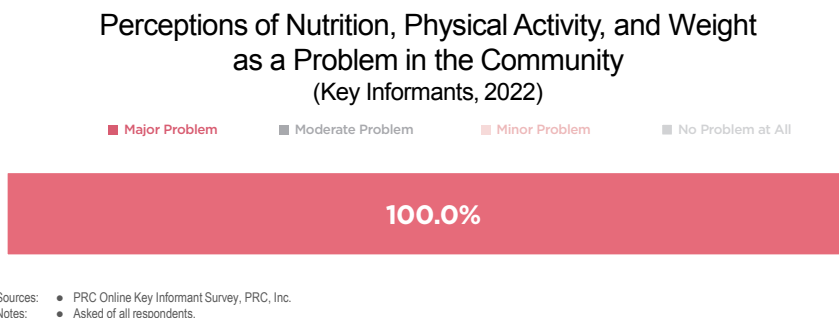 Perceptions of Nutrition, Physical Activity, and Weight
as a Problem in the Community
(Key Informants, 2022)
Major Problem Moderate Problem Minor Problem No Problem at All
100.0%
Sources: ● PRC Online Key Informant Survey, PRC, Inc.
Notes: ● Asked of all respondents.